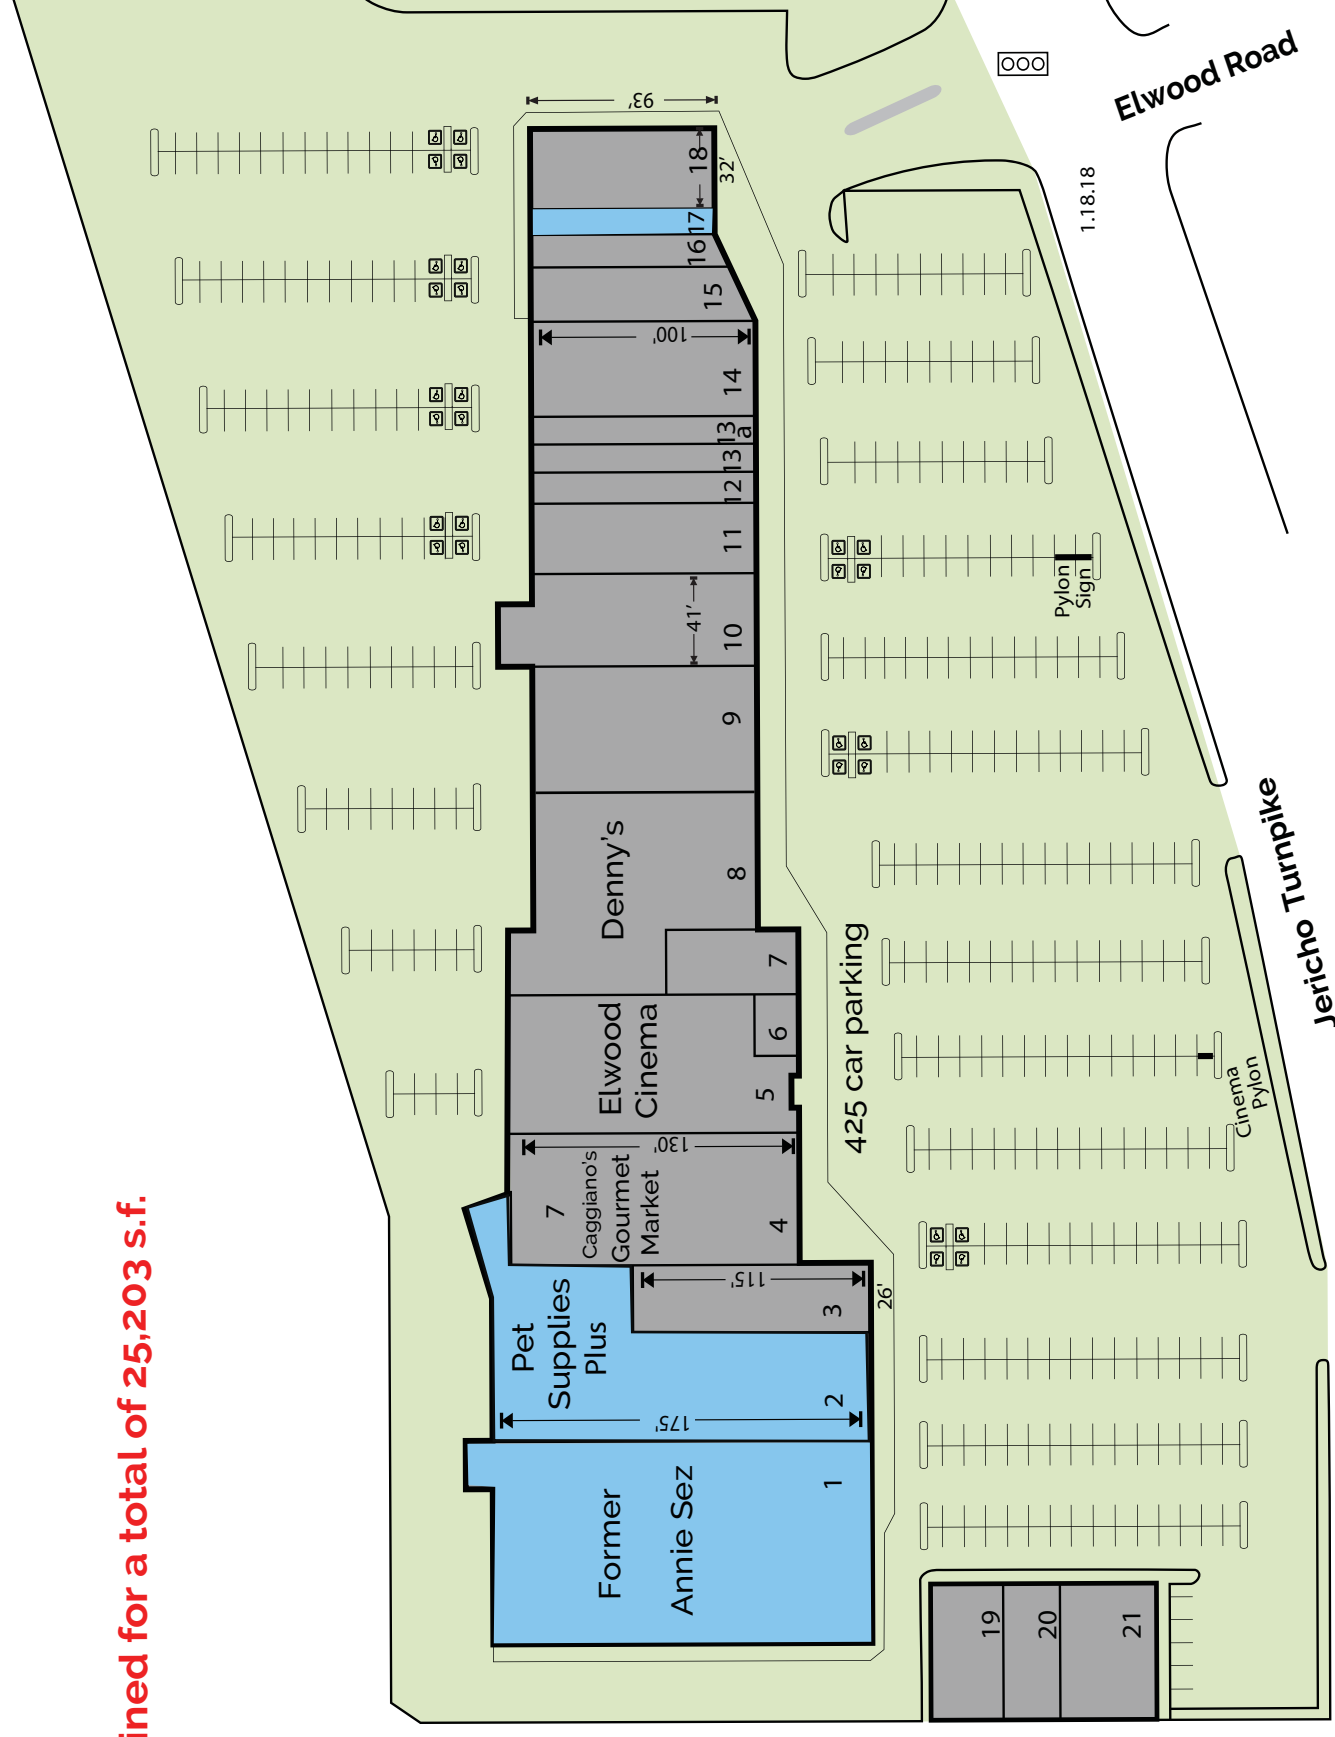 ined for a total of 25,203 s.f.
Elwood Road
1.18.18
Jericho Turnpike
93'
18
32'
17
16
15
100'
14
13
a
13
12
11
41'
10
9
Denny's
8
7
Elwood
Cinema
6
5
130'
7
Caggiano's
Gourmet
Market
4
115'
3
26'
Pet
Supplies
Plus
2
175'
Former
Annie Sez
1
425 car parking
Pylon
Sign
Cinema
Pylon
19
20
21